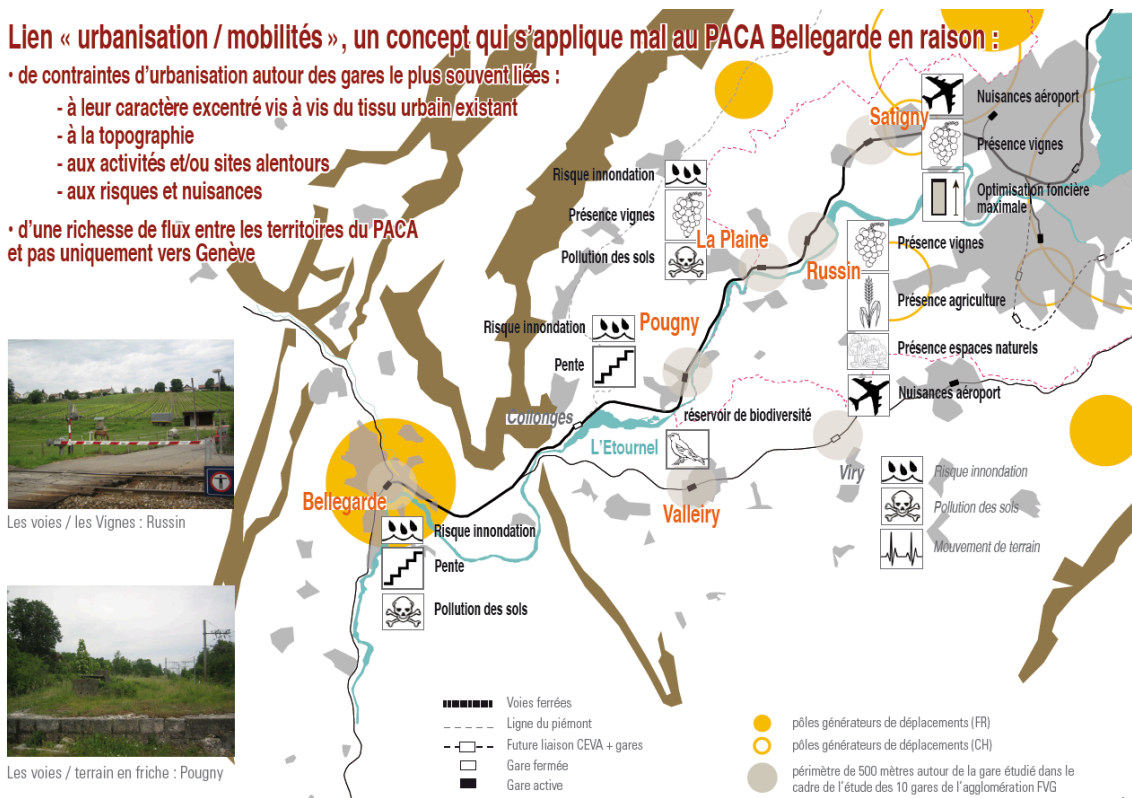 Lien « urbanisation / mobilités », un concept qui s'applique mal au PACA Bellegarde en raison :
• de contraintes d'urbanisation autour des gares le plus souvent liées :
- à leur caractère excentré vis à vis du tissu urbain existant
- à la topographie
- aux activités et/ou sites alentours
- aux risques et nuisances
• d'une richesse de flux entre les territoires du PACA
et pas uniquement vers Genève
Satigny
Nuisances aéroport
Présence vignes
Optimisation foncière
maximale
Risque innondation
Présence vignes
Pollution des sols
La Plaine
Russin
Présence vignes
Présence agriculture
Présence espaces naturels
Nuisances aéroport
Risque innondation
Pougny
Pente
Collonges
réservoir de biodiversité
L'Etournel
Viry
Valleiry
Risque innondation
Pollution des sols
Mouvement de terrain
Bellegarde
Risque innondation
Pente
Pollution des sols
Les voies / les Vignes : Russin
Les voies / terrain en friche : Pougny
Voies ferrées
Ligne du piémont
Future liaison CEVA + gares
Gare fermée
Gare active
pôles générateurs de déplacements (FR)
pôles générateurs de déplacements (CH)
périmètre de 500 mètres autour de la gare étudié dans le
cadre de l'étude des 10 gares de l'agglomération FVG